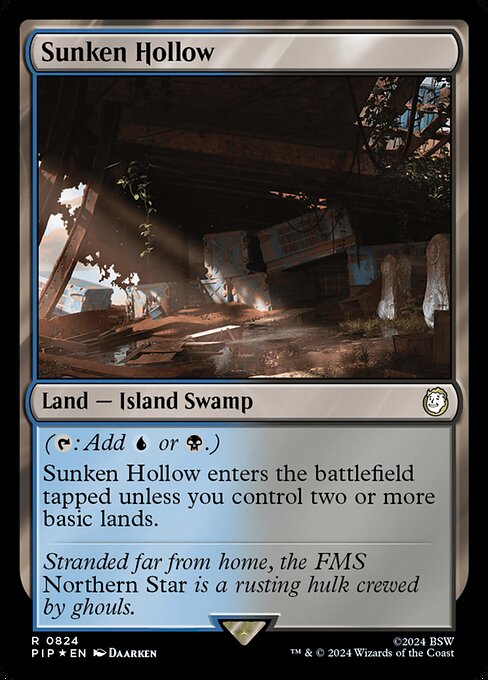 Sunken Hollow
Land — Island Swamp
(: Add or .)
Sunken Hollow enters the battlefield
tapped unless you control two or more
basic lands.
Stranded far from home, the FMS
Northern Star is a rusting hulk crewed
by ghouls.
R 0824
PIP ★ EN Daarken
©2024 BSW
™ & © 2024 Wizards of the Coast